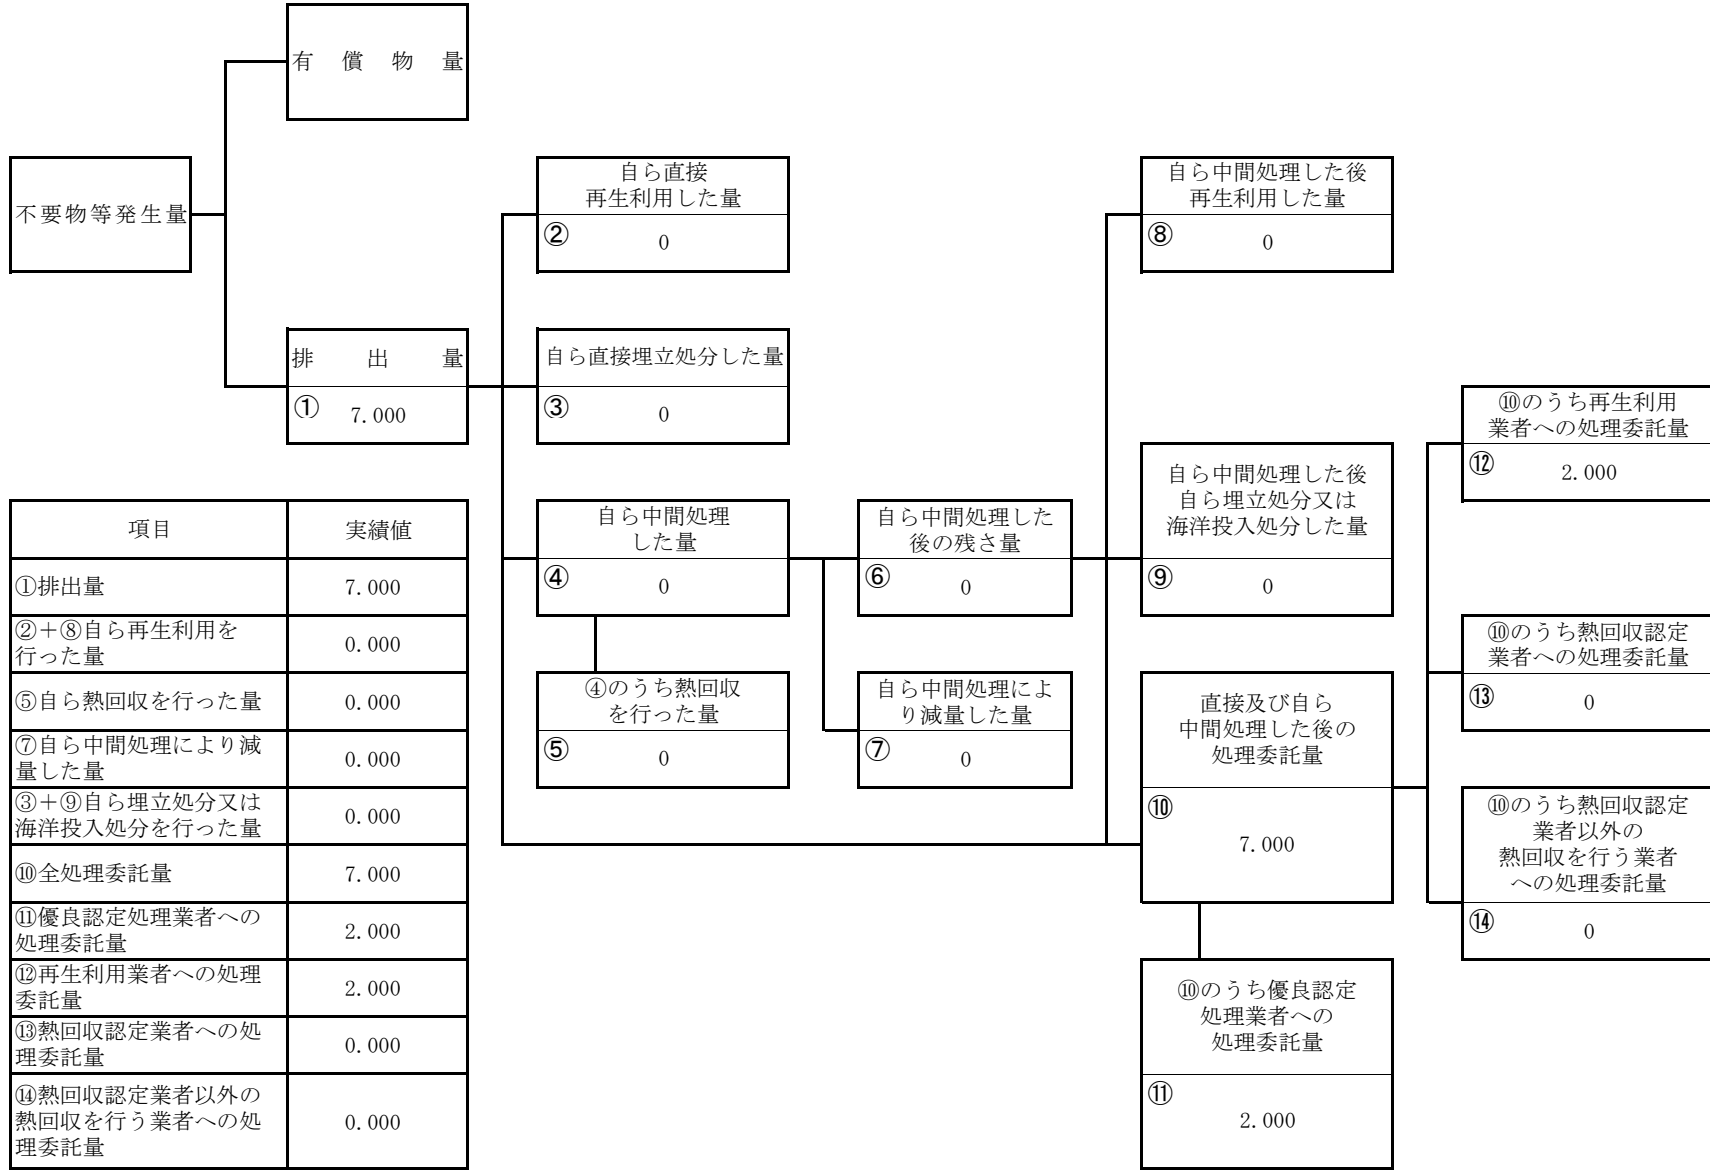 有償物量
不要物等発生量
排出量
①
7.000
自ら直接
再生利用した量
②
0
自ら直接埋立処分した量
③
0
自ら中間処理
した量
④
0
④のうち熱回収
を行った量
⑤
0
自ら中間処理した
後の残さ量
⑥
0
自ら中間処理によ
り減量した量
⑦
0
自ら中間処理した後
再生利用した量
⑧
0
自ら中間処理した後
自ら埋立処分又は
海洋投入処分した量
⑨
0
直接及び自ら
中間処理した後の
処理委託量
⑩
7.000
⑩のうち優良認定
処理業者への
処理委託量
⑪
2.000
⑩のうち再生利用
業者への処理委託量
⑫
2.000
⑩のうち熱回収認定
業者への処理委託量
⑬
0
⑩のうち熱回収認定
業者以外の
熱回収を行う業者
への処理委託量
⑭
0
項目 実績値
①排出量 7.000
②+⑧自ら再生利用を
行った量
0.000
⑤自ら熱回収を行った量 0.000
⑦自ら中間処理により減
量した量
0.000
③+⑨自ら埋立処分又は
海洋投入処分を行った量
0.000
⑩全処理委託量 7.000
⑪優良認定処理業者への
処理委託量
2.000
⑫再生利用業者への処理
委託量
2.000
⑬熱回収認定業者への処
理委託量
0.000
⑭熱回収認定業者以外の
熱回収を行う業者への処
理委託量
0.000